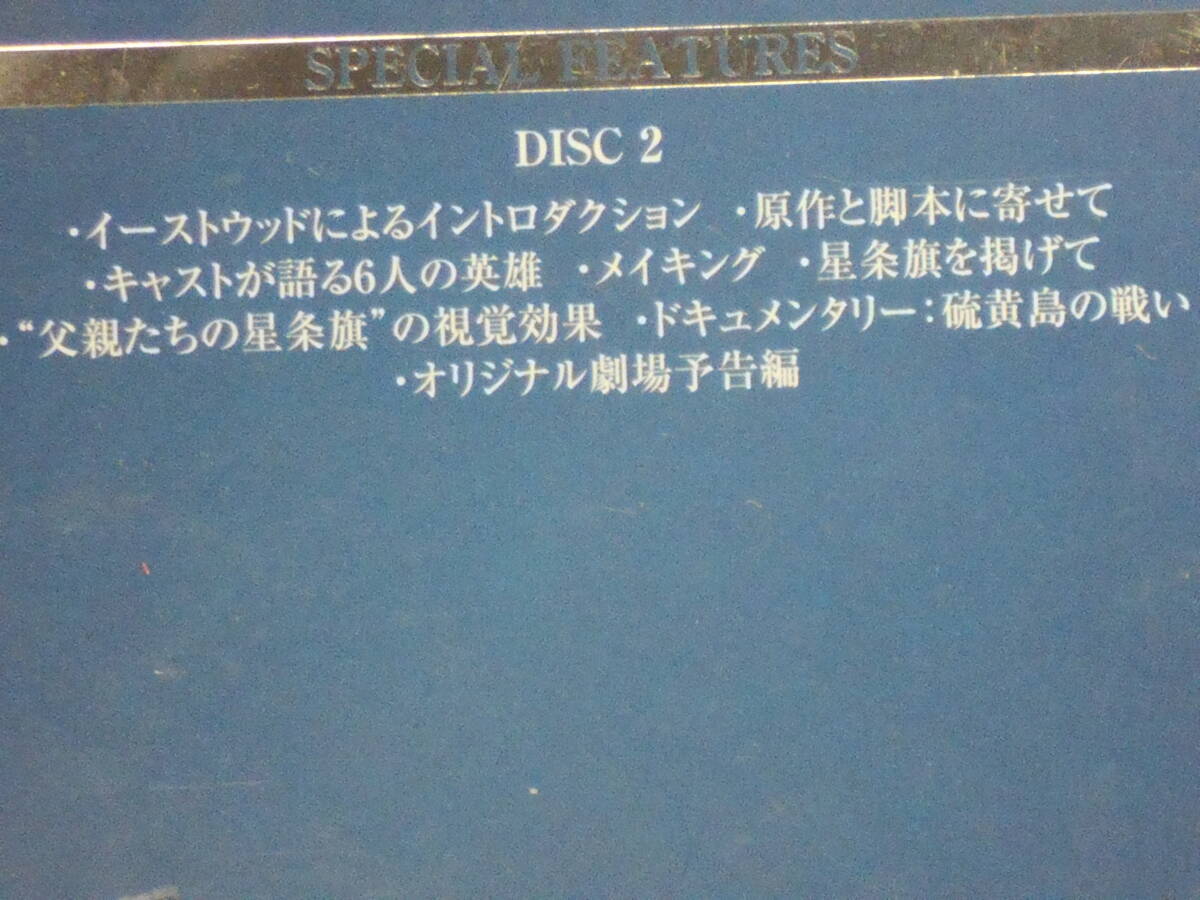 SPECIAL FEATURES
DISC 2
・イーストウッドによるイントロダクション ・原作と脚本に寄せて
・キャストが語る6人の英雄 ・メイキング ・星条旗を掲げて
・“父親たちの星条旗”の視覚効果 ・ドキュメンタリー：硫黄島の戦い
・オリジナル劇場予告編